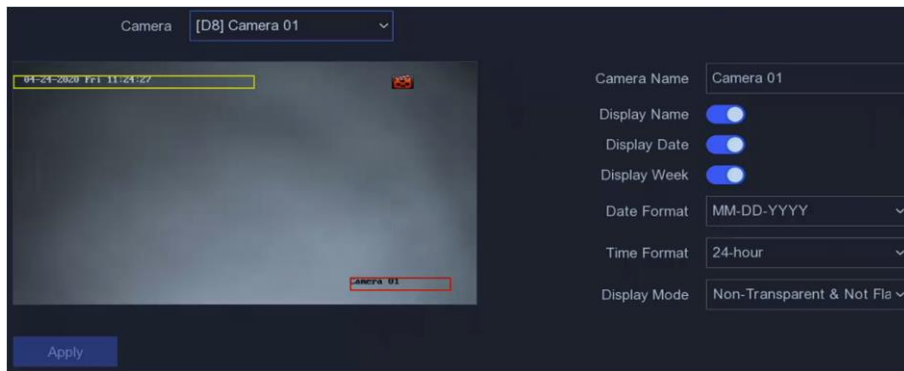 Camera [D8] Camera 01
04-24-2020 Fri 11:24:27
Camera Name Camera 01
Display Name
Display Date
Display Week
Date Format MM-DD-YYYY
Time Format 24-hour
Camera 01
Display Mode Non-Transparent & Not Fla
Apply